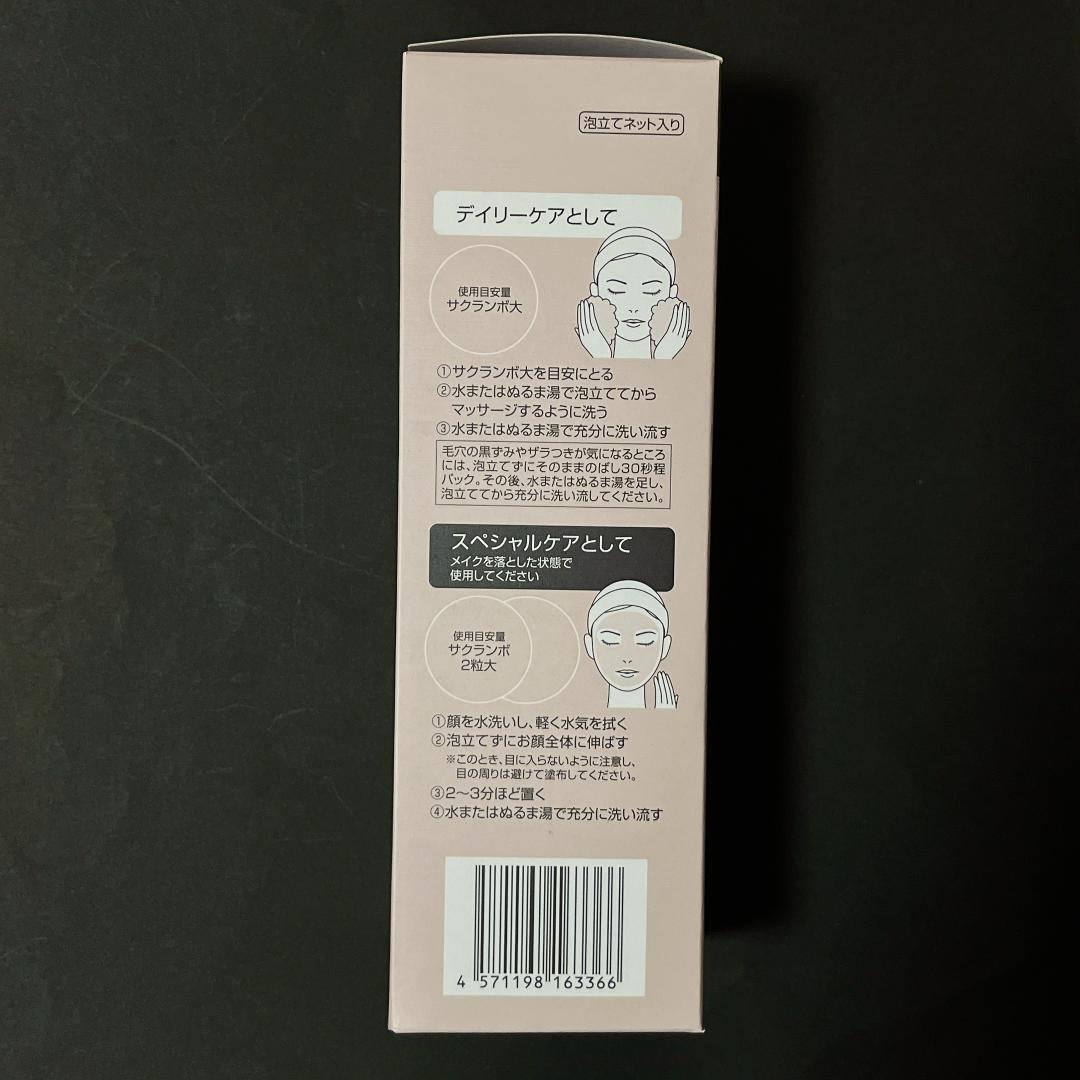 泡立てネット入り
デイリーケアとして
使用目安量
サクランボ大
①サクランボ大を目安にとる
②水またはぬるま湯で泡立ててから
マッサージするように洗う
③水またはぬるま湯で充分に洗い流す
毛穴の黒ずみやザラつきが気になるところ
には、泡立てずにそのままのばし30秒程
パック。その後、水またはぬるま湯を足し、
泡立ててから充分に洗い流してください。
スペシャルケアとして
メイクを落とした状態で
使用してください
使用目安量
サクランボ
2粒大
①顔を水洗いし、軽く水気を拭く
②泡立てずにお顔全体に伸ばす
※このとき、目に入らないように注意し、
目の周りは避けて塗布してください。
③2〜3分ほど置く
④水またはぬるま湯で充分に洗い流す
4 571198 163366